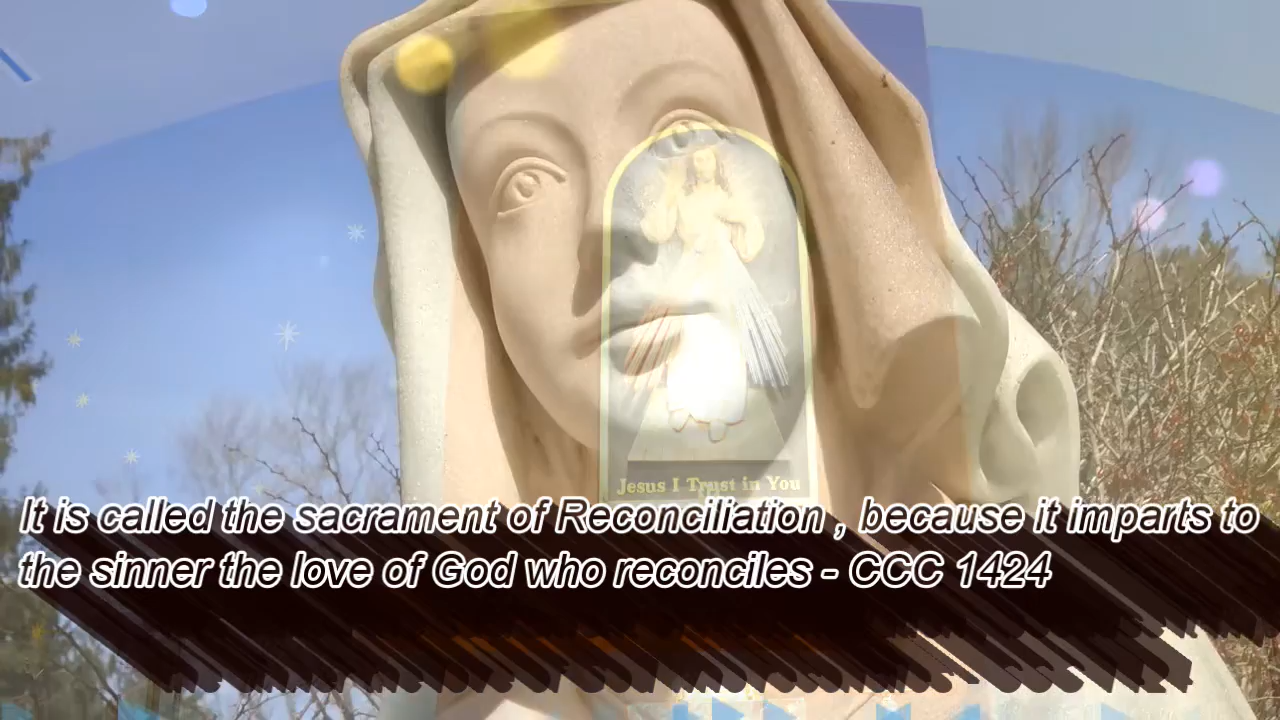 Jesus I Trust in You
It is called the sacrament of Reconciliation , because it imparts to
the sinner the love of God who reconciles - CCC 1424